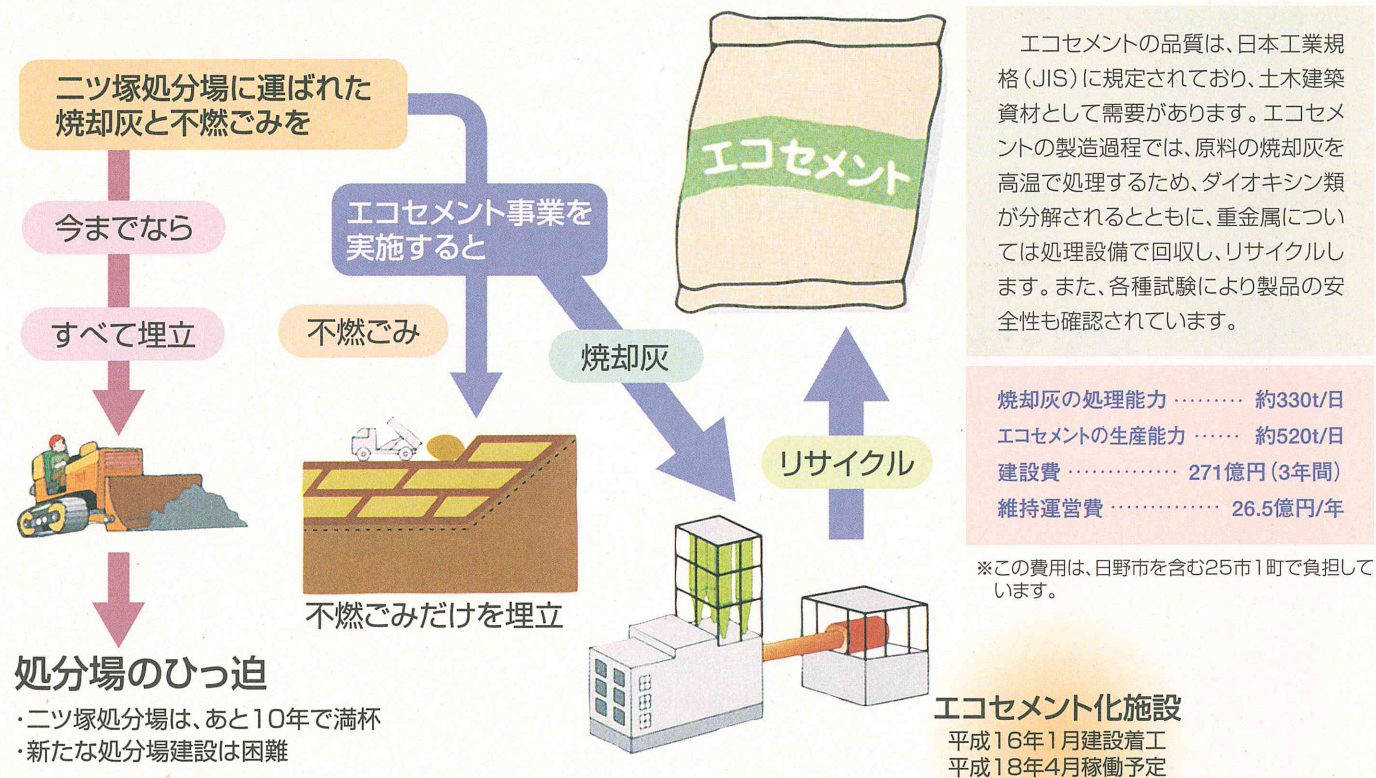 二ツ塚処分場に運ばれた
焼却灰と不燃ごみを
今までなら
すべて埋立
処分場のひっ迫
・二ツ塚処分場は、あと10年で満杯
・新たな処分場建設は困難
エコセメント事業を
実施すると
不燃ごみ
不燃ごみだけを埋立
焼却灰
リサイクル
エコセメント
エコセメント化施設
平成16年1月建設着工
平成18年4月稼働予定
エコセメントの品質は、日本工業規
格(JIS)に規定されており、土木建築
資材として需要があります。エコセメ
ントの製造過程では、原料の焼却灰を
高温で処理するため、ダイオキシン類
が分解されるとともに、重金属につい
ては処理設備で回収し、リサイクルし
ます。また、各種試験により製品の安
全性も確認されています。
焼却灰の処理能力 ……… 約330t/日
エコセメントの生産能力 …… 約520t/日
建設費 …………… 271億円(3年間)
維持運営費 …………… 26.5億円/年
※この費用は、日野市を含む25市1町で負担して
います。